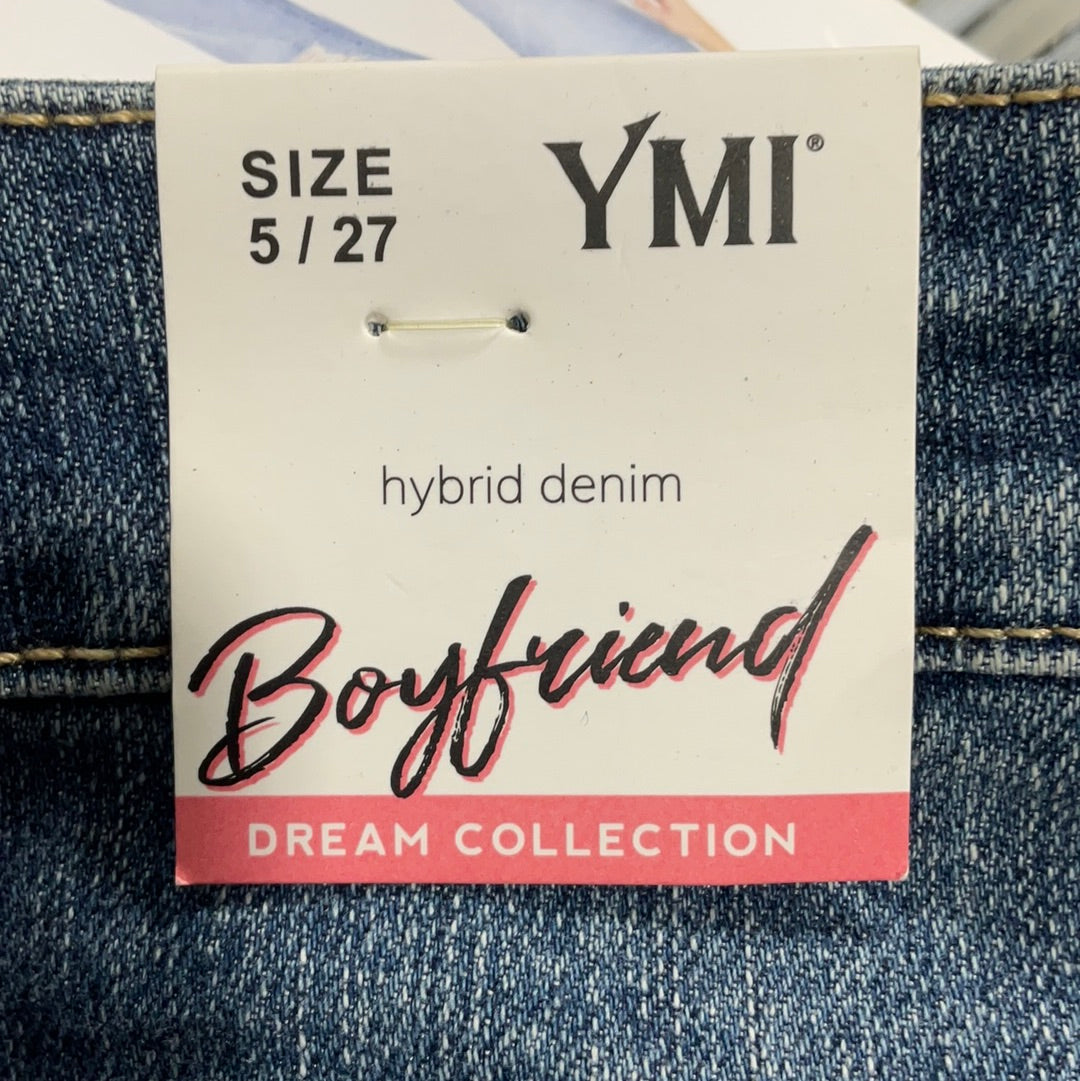 SIZE
5 / 27
YMI®
hybrid denim
Boyfriend
DREAM COLLECTION